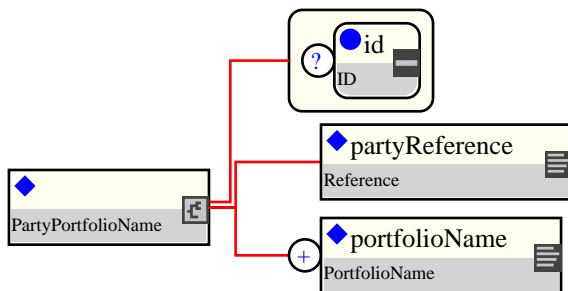 ?
id
ID
partyReference
Reference
PartyPortfolioName
+
portfolioName
PortfolioName